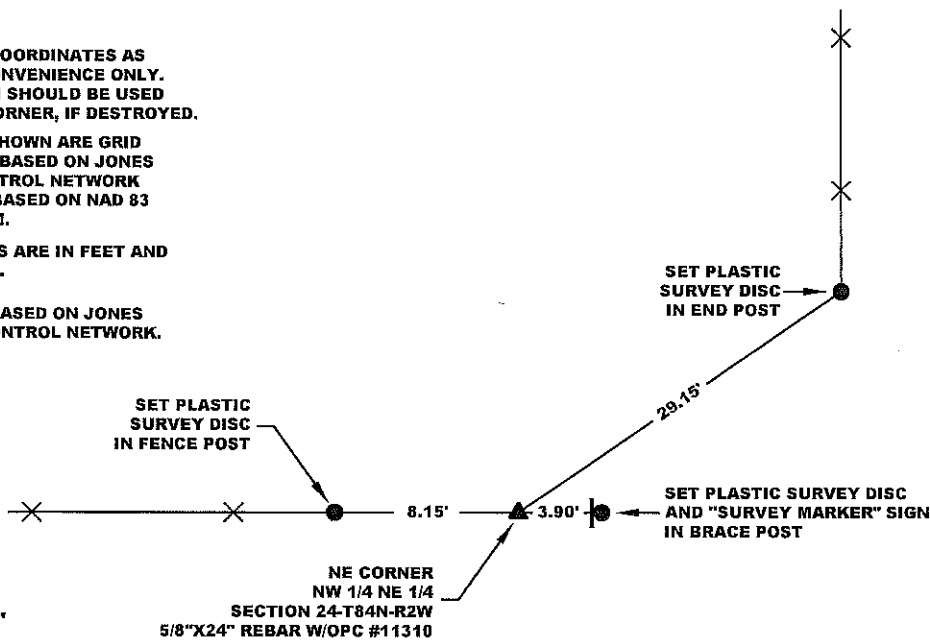 OORDINATES AS
NVENIENCE ONLY.
SHOULD BE USED
ORNER, IF DESTROYED.
HOWN ARE GRID
BASED ON JONES
TROL NETWORK
BASED ON NAD 83
S ARE IN FEET AND
ASED ON JONES
NTROL NETWORK.
SET PLASTIC
SURVEY DISC
IN END POST
29.15'
SET PLASTIC
SURVEY DISC
IN FENCE POST
8.15'
3.90'
SET PLASTIC SURVEY DISC
AND "SURVEY MARKER" SIGN
IN BRACE POST
NE CORNER
NW 1/4 NE 1/4
SECTION 24-T84N-R2W
5/8"X24" REBAR W/OPC #11310